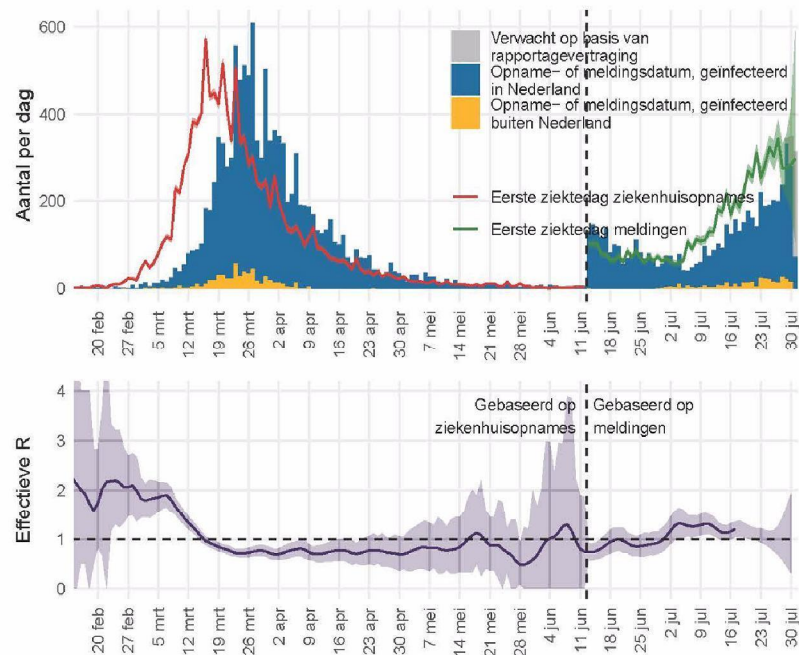 Aantal per dag
600
400
200
0
Verwacht op basis van
rapportagevertraging
Opname- of meldingsdatum, geïnfecteerd
in Nederland
Opname- of meldingsdatum, geïnfecteerd
buiten Nederland
Eerste ziektedag ziekenhuisopnames
Eerste ziektedag meldingen
20 feb
27 feb
5 mrt
12 mrt
19 mrt
26 mrt
2 apr
9 apr
16 apr
23 apr
30 apr
7 mei
14 mei
21 mei
28 mei
4 jun
11 jun
18 jun
25 jun
2 jul
9 jul
16 jul
23 jul
30 jul
Effectieve R
4
3
2
1
0
Gebaseerd op
ziekenhuisopnames
Gebaseerd op
meldingen
20 feb
27 feb
5 mrt
12 mrt
19 mrt
26 mrt
2 apr
9 apr
16 apr
23 apr
30 apr
7 mei
14 mei
21 mei
28 mei
4 jun
11 jun
18 jun
25 jun
2 jul
9 jul
16 jul
23 jul
30 jul